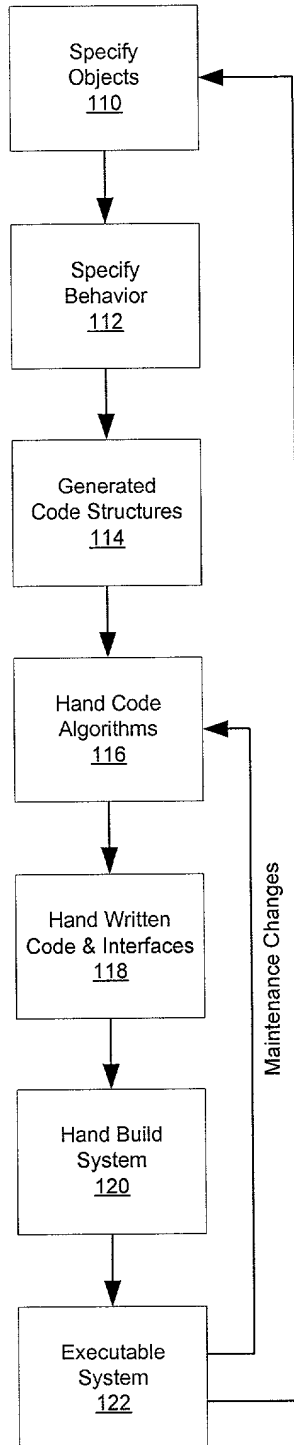 Specify
Objects
110
Specify
Behavior
112
Generated
Code Structures
114
Hand Code
Algorithms
116
Hand Written
Code & Interfaces
118
Maintenance Changes
Hand Build
System
120
Executable
System
122